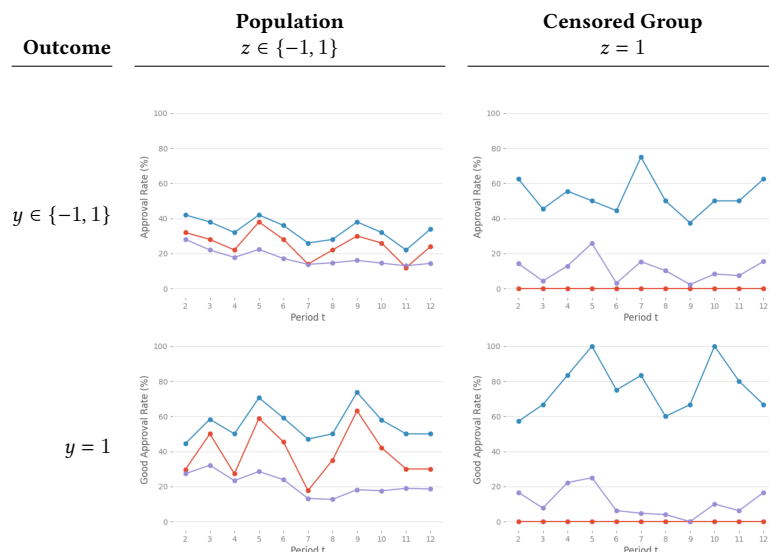 Population
Censored Group
Outcome
z ∈ {−1, 1}
z = 1
y ∈ {−1, 1}
Approval Rate (%)
100
80
60
40
20
0
2 3 4 5 6 7 8 9 10 11 12
Period t
Approval Rate (%)
100
80
60
40
20
0
2 3 4 5 6 7 8 9 10 11 12
Period t
y = 1
Good Approval Rate (%)
100
80
60
40
20
0
2 3 4 5 6 7 8 9 10 11 12
Period t
Good Approval Rate (%)
100
80
60
40
20
0
2 3 4 5 6 7 8 9 10 11 12
Period t